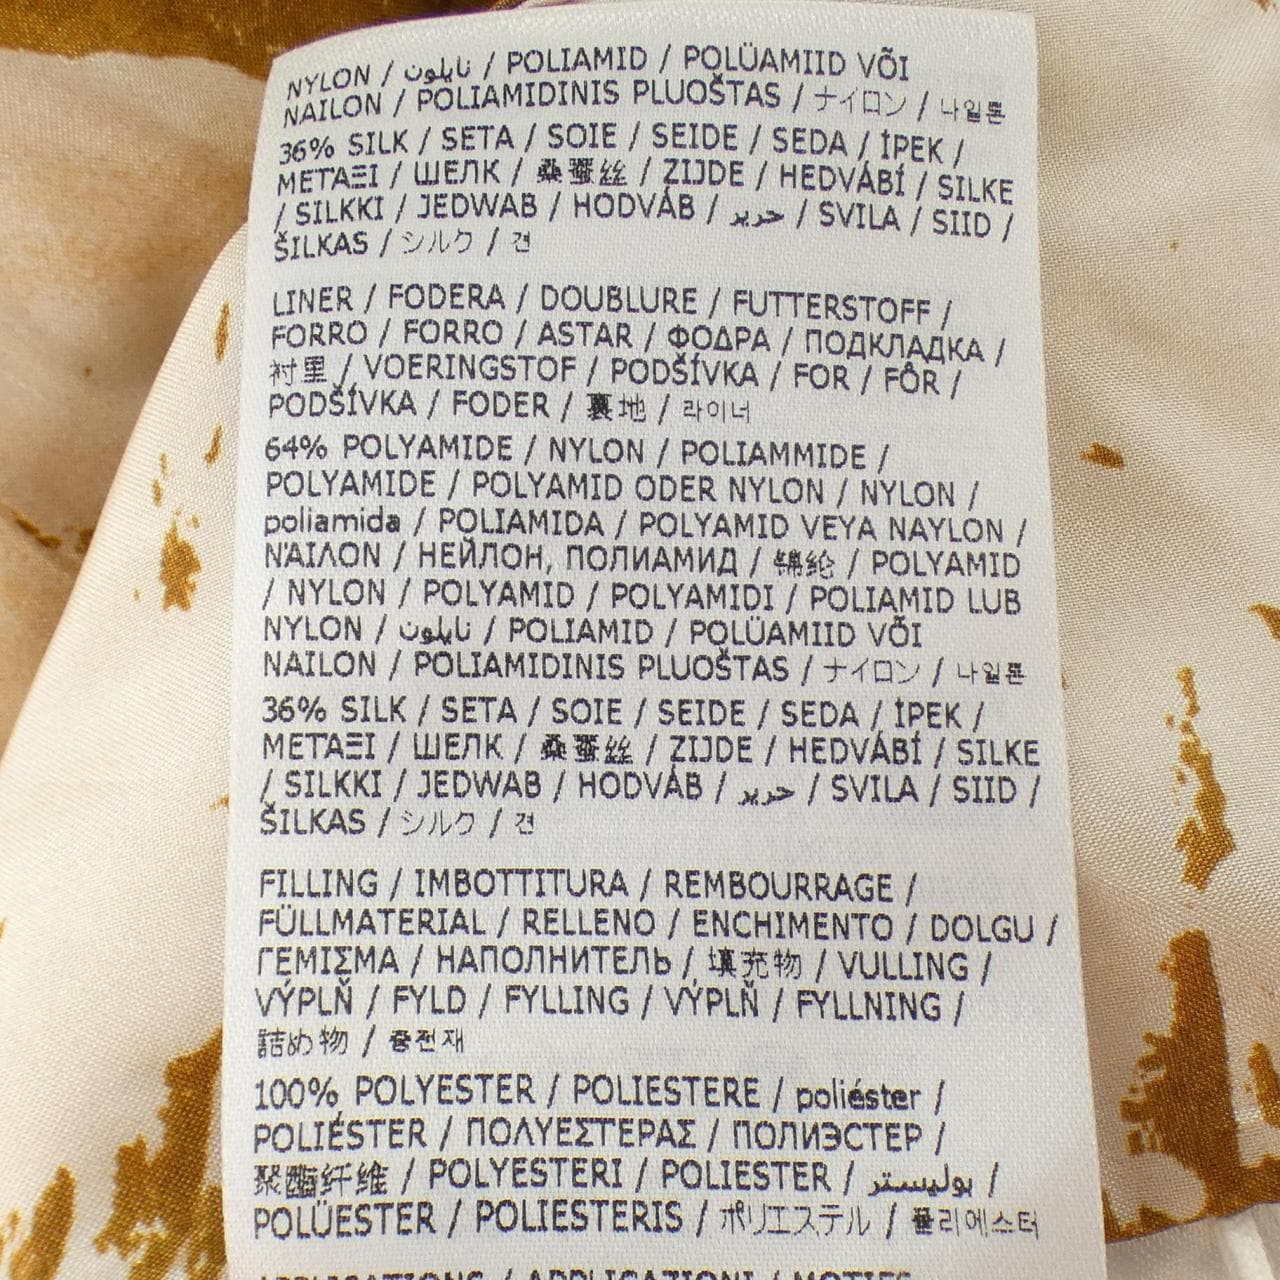 NYLON / نايلون / POLIAMID / POLÜAMIID VÕI
NAILON / POLIAMIDINIS PLUOŠTAS / ナイロン / 나일론
36% SILK / SETA / SOIE / SEIDE / SEDA / İPEK /
ΜΕΤΆΞΙ / ШЕЛК / 桑蚕丝 / ZIJDE / HEDVÁBÍ / SILKE
/ SILKKI / JEDWAB / HODVÁB / حرير / SVILA / SIID /
ŠILKAS / シルク / 견
LINER / FODERA / DOUBLURE / FUTTERSTOFF /
FORRO / FORRO / ASTAR / ΦΟΔΡΑ / ПОДКЛАДКА /
衬里 / VOERINGSTOF / PODŠÍVKA / FOR / FÔR /
PODŠÍVKA / FODER / 裏地 / 라이너
64% POLYAMIDE / NYLON / POLIAMMIDE /
POLYAMIDE / POLYAMID ODER NYLON / NYLON /
poliamida / POLIAMIDA / POLYAMID VEYA NAYLON /
ΝΆΙΛΟΝ / НЕЙЛОН, ПОЛИАМИД / 锦纶 / POLYAMID
/ NYLON / POLYAMID / POLYAMIDI / POLIAMID LUB
NYLON / نايلون / POLIAMID / POLÜAMIID VÕI
NAILON / POLIAMIDINIS PLUOŠTAS / ナイロン / 나일론
36% SILK / SETA / SOIE / SEIDE / SEDA / İPEK /
ΜΕΤΆΞΙ / ШЕЛК / 桑蚕丝 / ZIJDE / HEDVÁBÍ / SILKE
/ SILKKI / JEDWAB / HODVÁB / حرير / SVILA / SIID /
ŠILKAS / シルク / 견
FILLING / IMBOTTITURA / REMBOURRAGE /
FÜLLMATERIAL / RELLENO / ENCHIMENTO / DOLGU /
ΓΕΜΙΣΜΑ / НАПОЛНИТЕЛЬ / 填充物 / VULLING /
VÝPLŇ / FYLD / FYLLING / VÝPLŇ / FYLLNING /
詰め物 / 충전재
100% POLYESTER / POLIESTERE / poliéster /
POLIÉSTER / ΠΟΛΥΕΣΤΕΡΑΣ / ПОЛИЭСТЕР /
聚酯纤维 / POLYESTERI / POLIESTER / بوليستر /
POLÜESTER / POLIESTERIS / ポリエステル / 폴리에스터
APPLICATIONS / APPLICAZIONI / MOTIFS